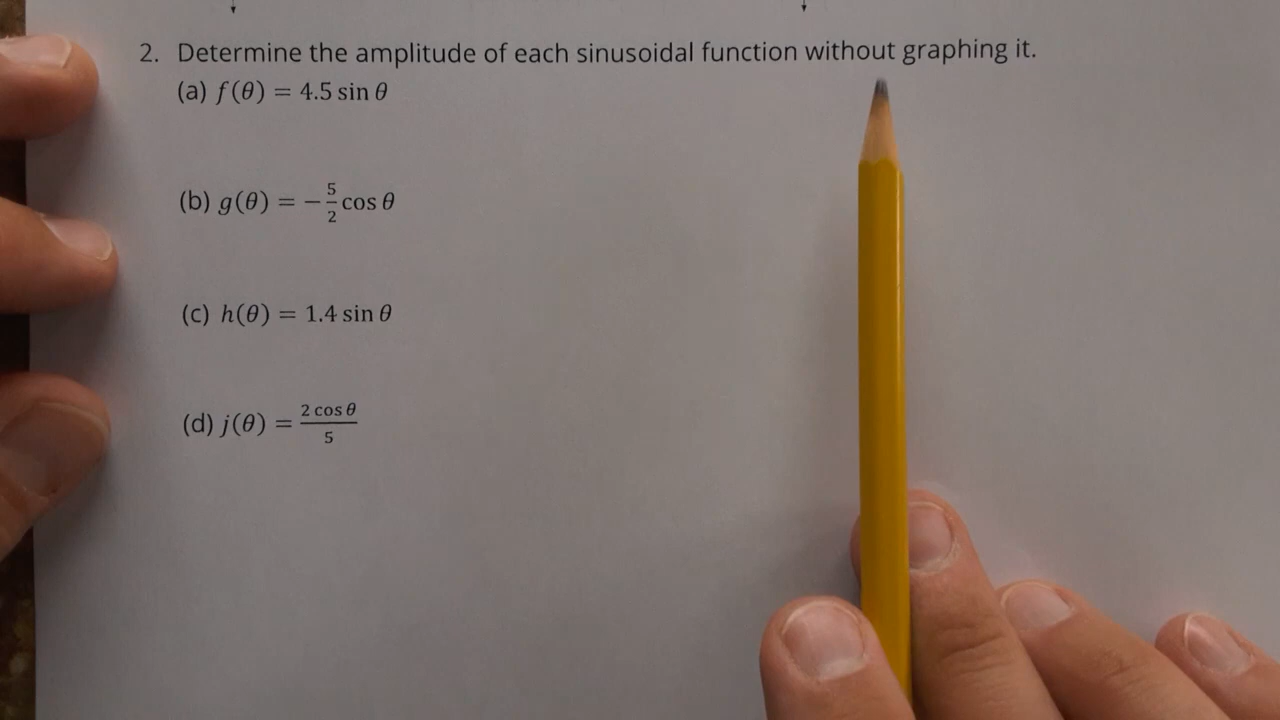 2. Determine the amplitude of each sinusoidal function without graphing it.
(a) f(θ) = 4.5 sin θ
(b) g(θ) = −5/2 cos θ
(c) h(θ) = 1.4 sin θ
(d) j(θ) = 2 cos θ/5